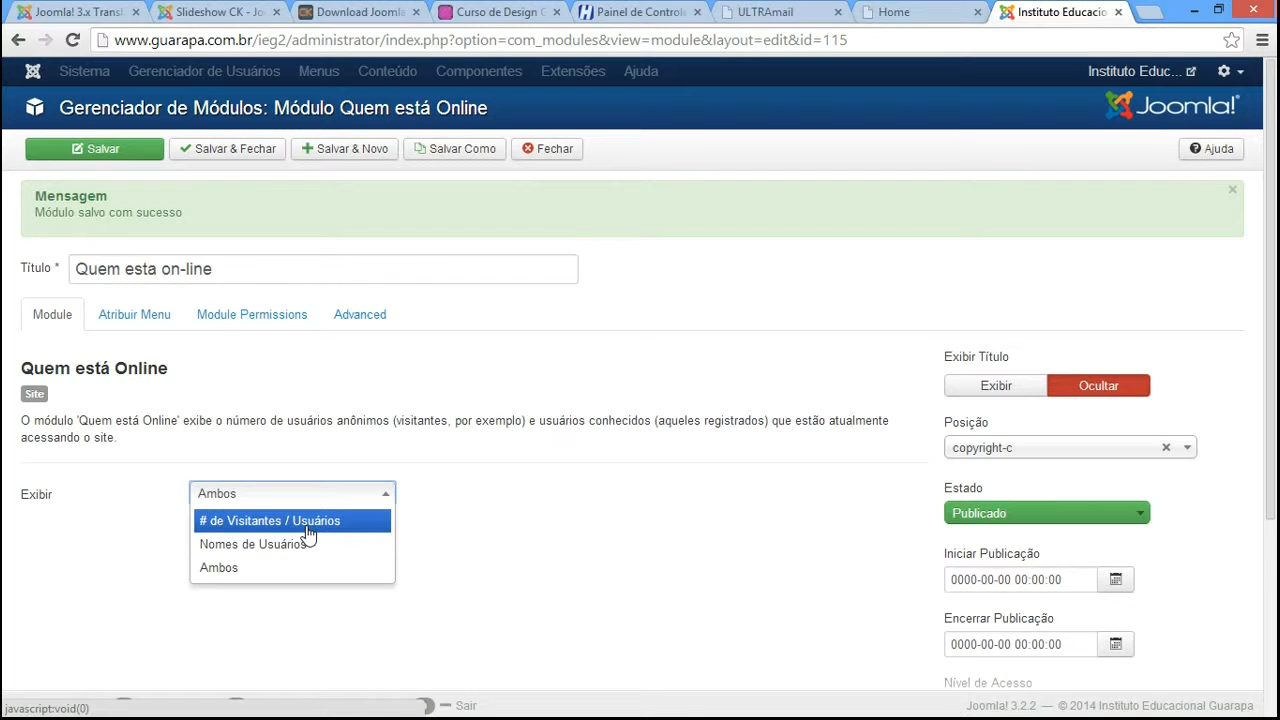 Joomla! 3.x Transl
Slideshow CK - Jo
Download Joomla
Curso de Design G
Painel de Controle
ULTRAmail
Home
Instituto Educacio
www.guarapa.com.br/ieg2/administrator/index.php?option=com_modules&view=module&layout=edit&id=115
Sistema Gerenciador de Usuários Menus Conteúdo Componentes Extensões Ajuda Instituto Educ...
Gerenciador de Módulos: Módulo Quem está Online Joomla!
Salvar Salvar & Fechar Salvar & Novo Salvar Como Fechar Ajuda
Mensagem
Módulo salvo com sucesso
Título * Quem esta on-line
Module Atribuir Menu Module Permissions Advanced
Quem está Online
Site
O módulo 'Quem está Online' exibe o número de usuários anônimos (visitantes, por exemplo) e usuários conhecidos (aqueles registrados) que estão atualmente
acessando o site.
Exibir Ambos
# de Visitantes / Usuários
Nomes de Usuários
Ambos
Exibir Título
Exibir Ocultar
Posição
copyright-c
Estado
Publicado
Iniciar Publicação
0000-00-00 00:00:00
Encerrar Publicação
0000-00-00 00:00:00
Nível de Acesso
javascript:void(0)
Sair
Joomla! 3.2.2 — © 2014 Instituto Educacional Guarapa